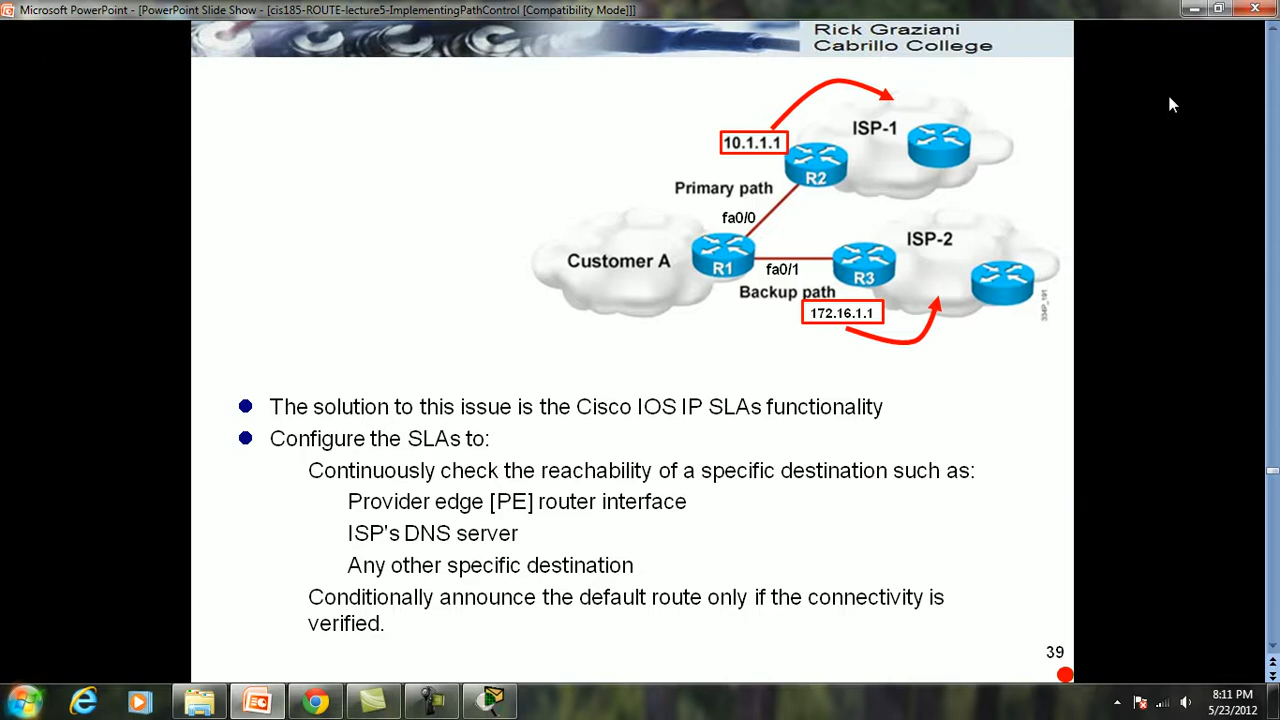 Microsoft PowerPoint - [PowerPoint Slide Show - [cis185-ROUTE-lecture5-ImplementingPathControl [Compatibility Mode]]]
Rick Graziani
Cabrillo College
ISP-1
10.1.1.1
R2
Primary path
fa0/0
ISP-2
Customer A
R1
fa0/1
R3
Backup path
172.16.1.1
The solution to this issue is the Cisco IOS IP SLAs functionality
Configure the SLAs to:
Continuously check the reachability of a specific destination such as:
Provider edge [PE] router interface
ISP's DNS server
Any other specific destination
Conditionally announce the default route only if the connectivity is
verified.
39
8:11 PM
5/23/2012